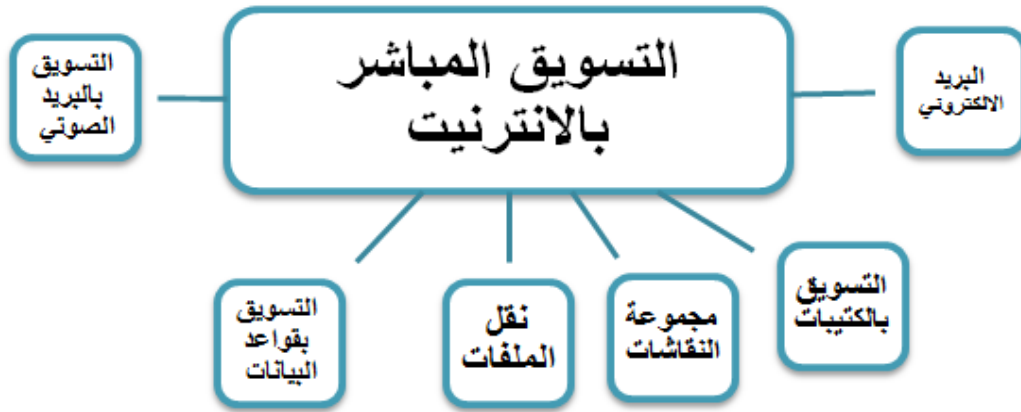 التسويق المباشر
بالانترنيت
البريد
الالكتروني
التسويق
بالكتيبات
مجموعة
النقاشات
نقل
الملفات
التسويق
بقواعد
البيانات
التسويق
بالبريد
الصوتي